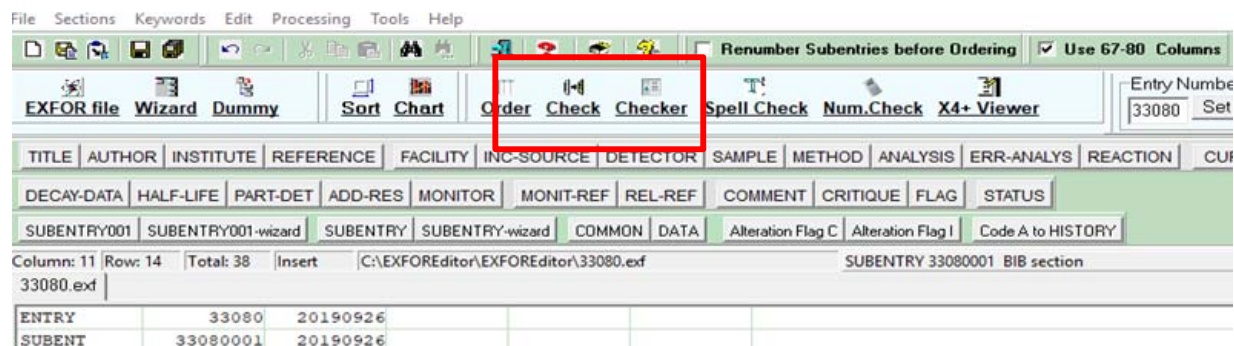 File Sections Keywords Edit Processing Tools Help
Renumber Subentries before Ordering Use 67-80 Columns
EXFOR file Wizard Dummy Sort Chart Order Check Checker Spell Check Num.Check X4+ Viewer Entry Numbe
33080 Set
TITLE AUTHOR INSTITUTE REFERENCE FACILITY INC-SOURCE DETECTOR SAMPLE METHOD ANALYSIS ERR-ANALYS REACTION CUR
DECAY-DATA HALF-LIFE PART-DET ADD-RES MONITOR MONIT-REF REL-REF COMMENT CRITIQUE FLAG STATUS
SUBENTRY001 SUBENTRY001-wizard SUBENTRY SUBENTRY-wizard COMMON DATA Alteration Flag C Alteration Flag I Code A to HISTORY
Column: 11 Row: 14 Total: 38 Insert C:\EXFOREditor\EXFOREditor\33080.exf SUBENTRY 33080001 BIB section
33080.exf
ENTRY 33080 20190926
SUBENT 33080001 20190926